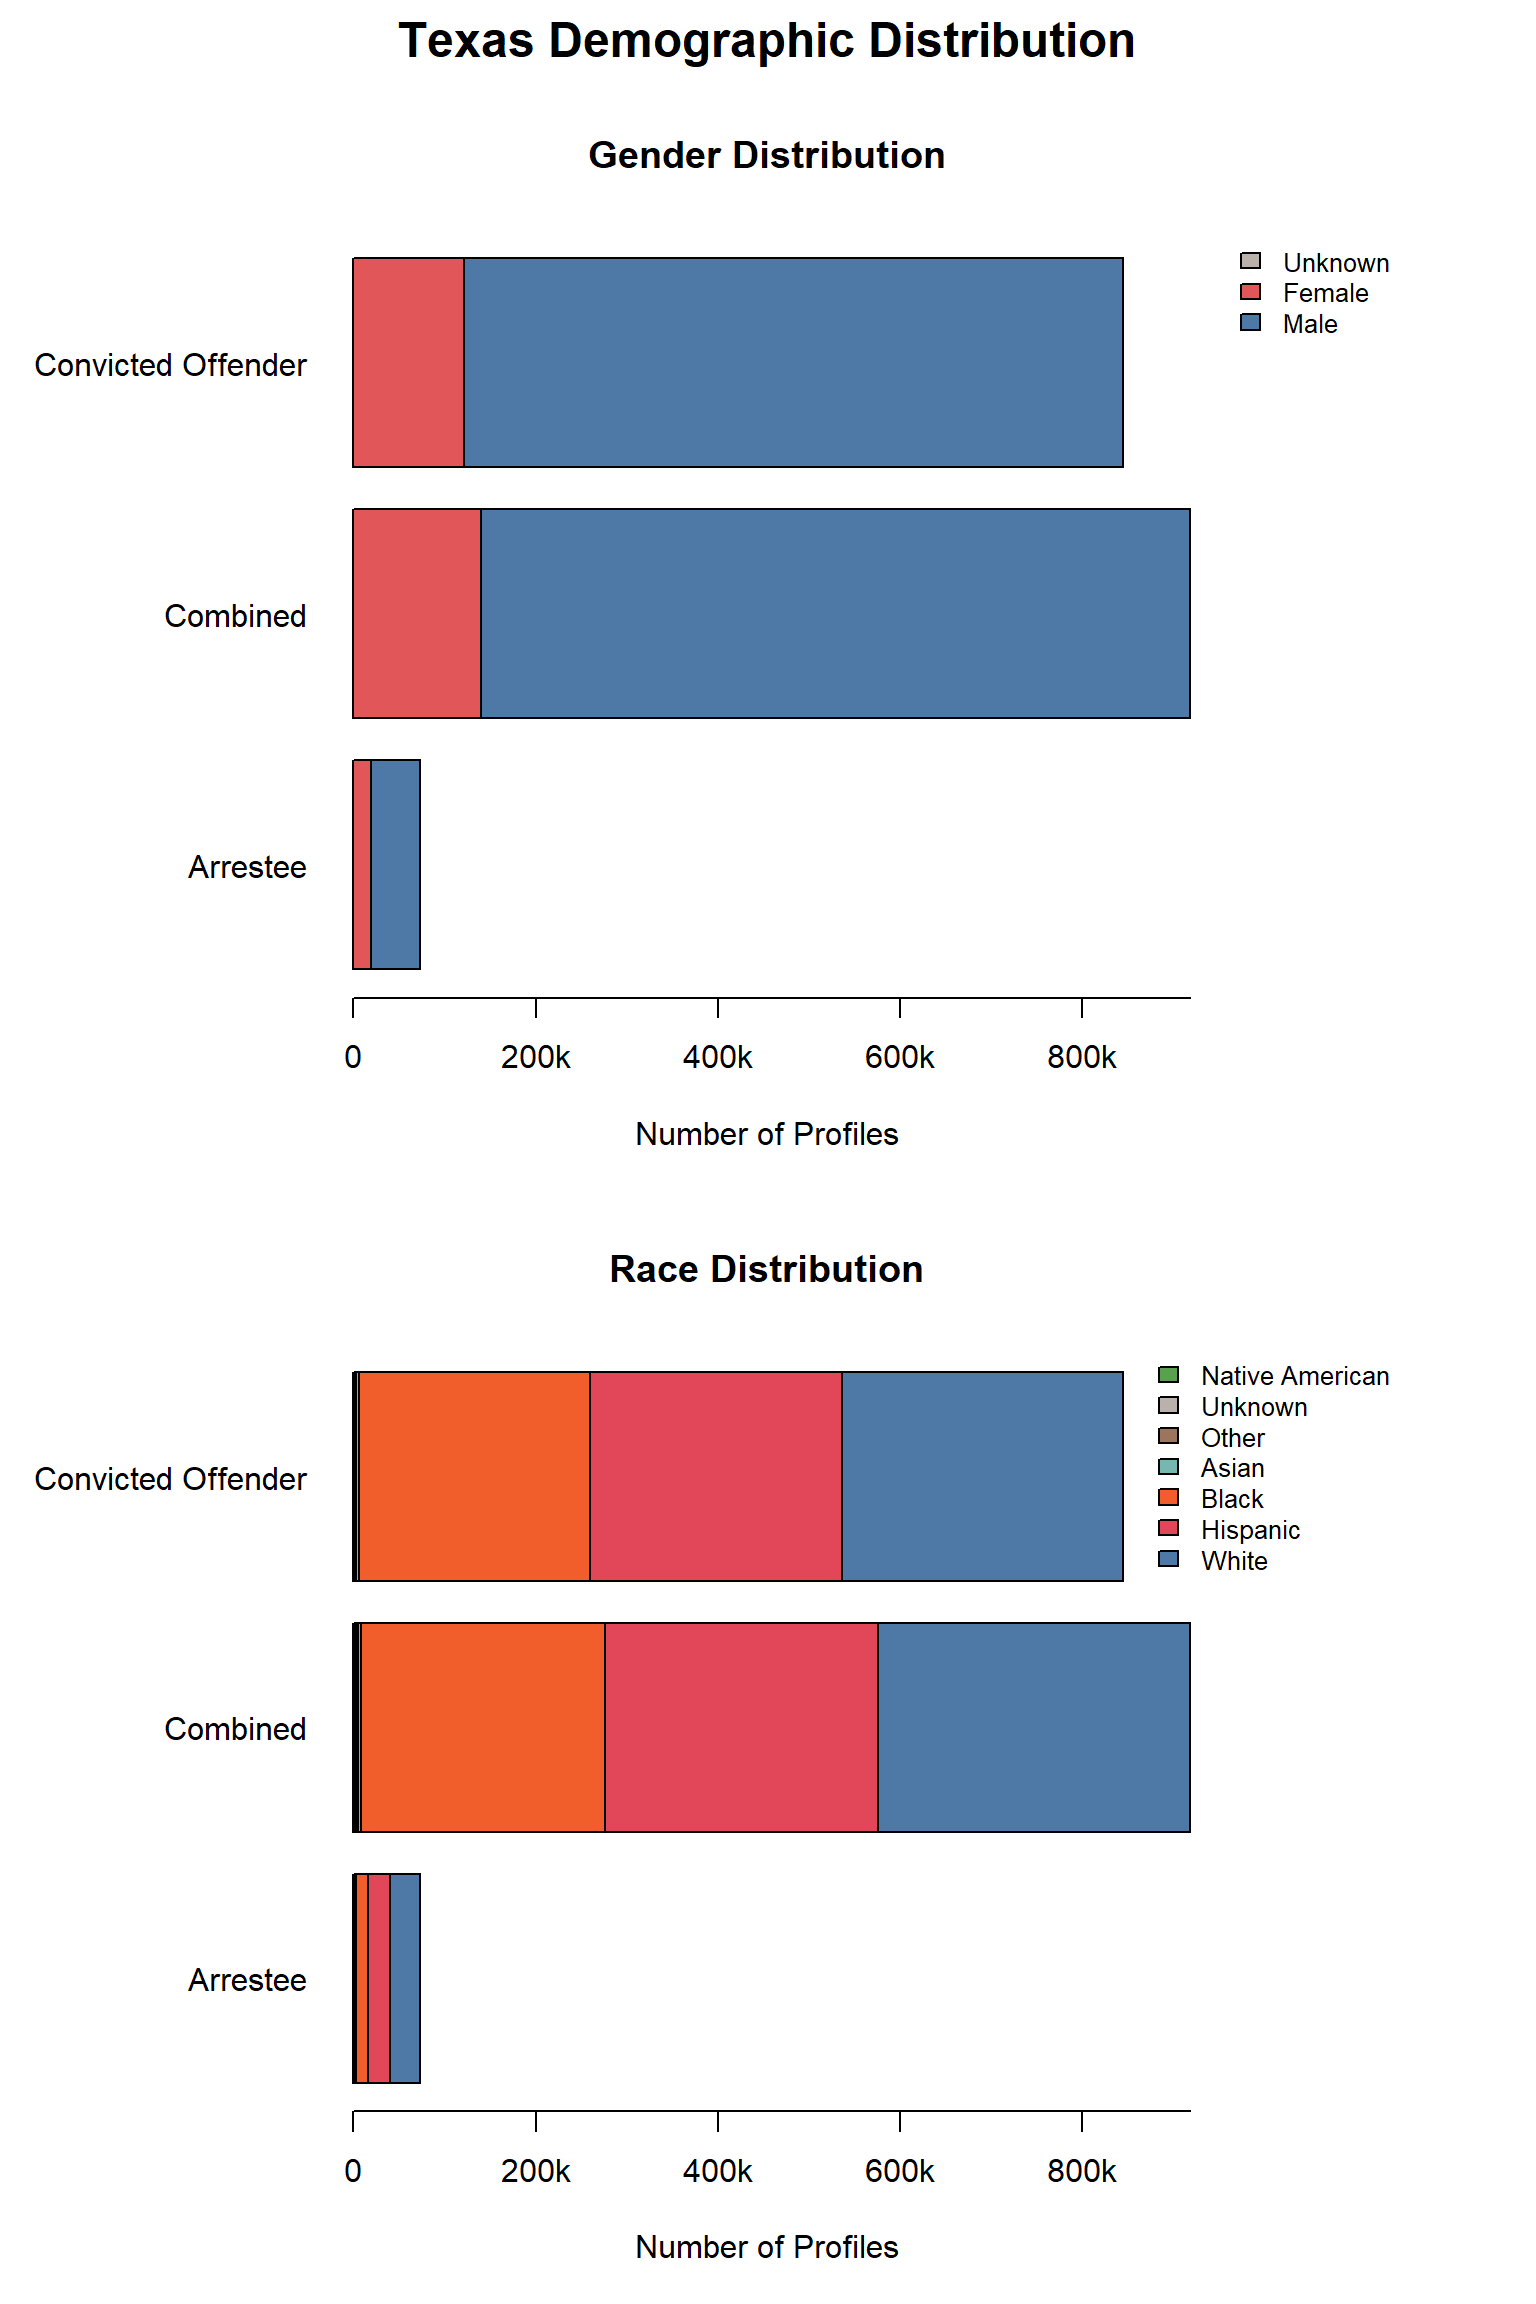 Texas Demographic Distribution
Gender Distribution
Unknown
Female
Male
Convicted Offender
Combined
Arrestee
0 200k 400k 600k 800k
Number of Profiles
Race Distribution
Native American
Unknown
Other
Asian
Black
Hispanic
White
Convicted Offender
Combined
Arrestee
0 200k 400k 600k 800k
Number of Profiles